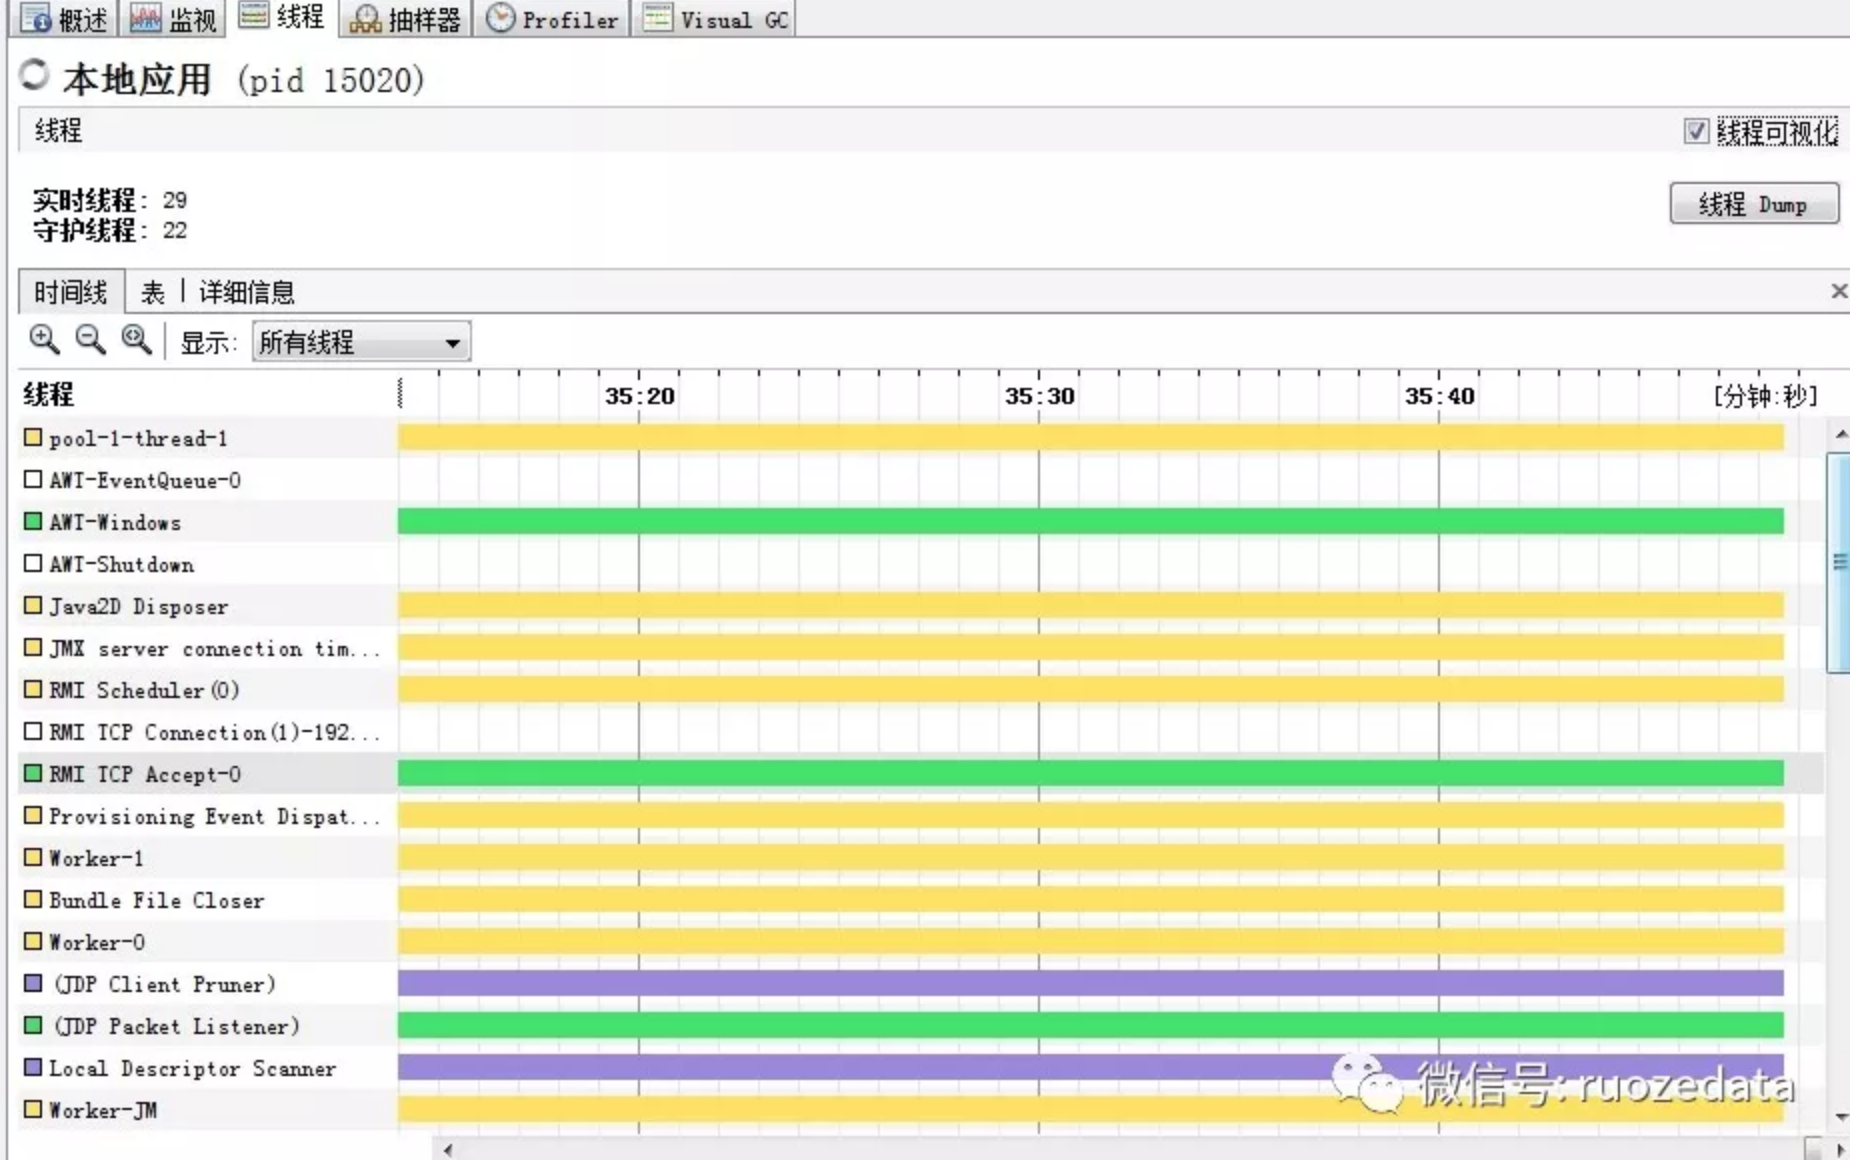 概述 监视 线程 抽样器 Profiler Visual GC
本地应用 (pid 15020)
线程 线程可视化
实时线程: 29
守护线程: 22
线程 Dump
时间线 表 | 详细信息
显示: 所有线程
线程 35:20 35:30 35:40 [分钟:秒]
pool-1-thread-1
AWT-EventQueue-0
AWT-Windows
AWT-Shutdown
Java2D Disposer
JMX server connection tim...
RMI Scheduler(0)
RMI TCP Connection(1)-192...
RMI TCP Accept-0
Provisioning Event Dispat...
Worker-1
Bundle File Closer
Worker-0
(JDP Client Pruner)
(JDP Packet Listener)
Local Descriptor Scanner
微信号: ruozedata
Worker-JM